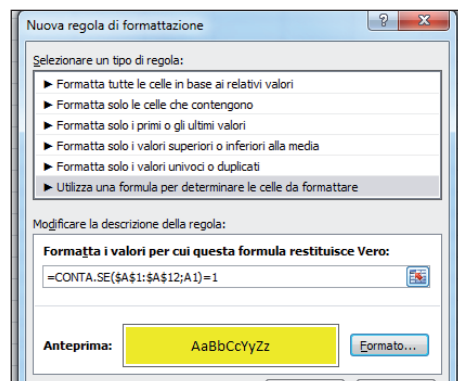 Nuova regola di formattazione
Selezionare un tipo di regola:
► Formatta tutte le celle in base ai relativi valori
► Formatta solo le celle che contengono
► Formatta solo i primi o gli ultimi valori
► Formatta solo i valori superiori o inferiori alla media
► Formatta solo i valori univoci o duplicati
► Utilizza una formula per determinare le celle da formattare
Modificare la descrizione della regola:
Formatta i valori per cui questa formula restituisce Vero:
=CONTA.SE($A$1:$A$12;A1)=1
Anteprima: AaBbCcYyZz Formato...